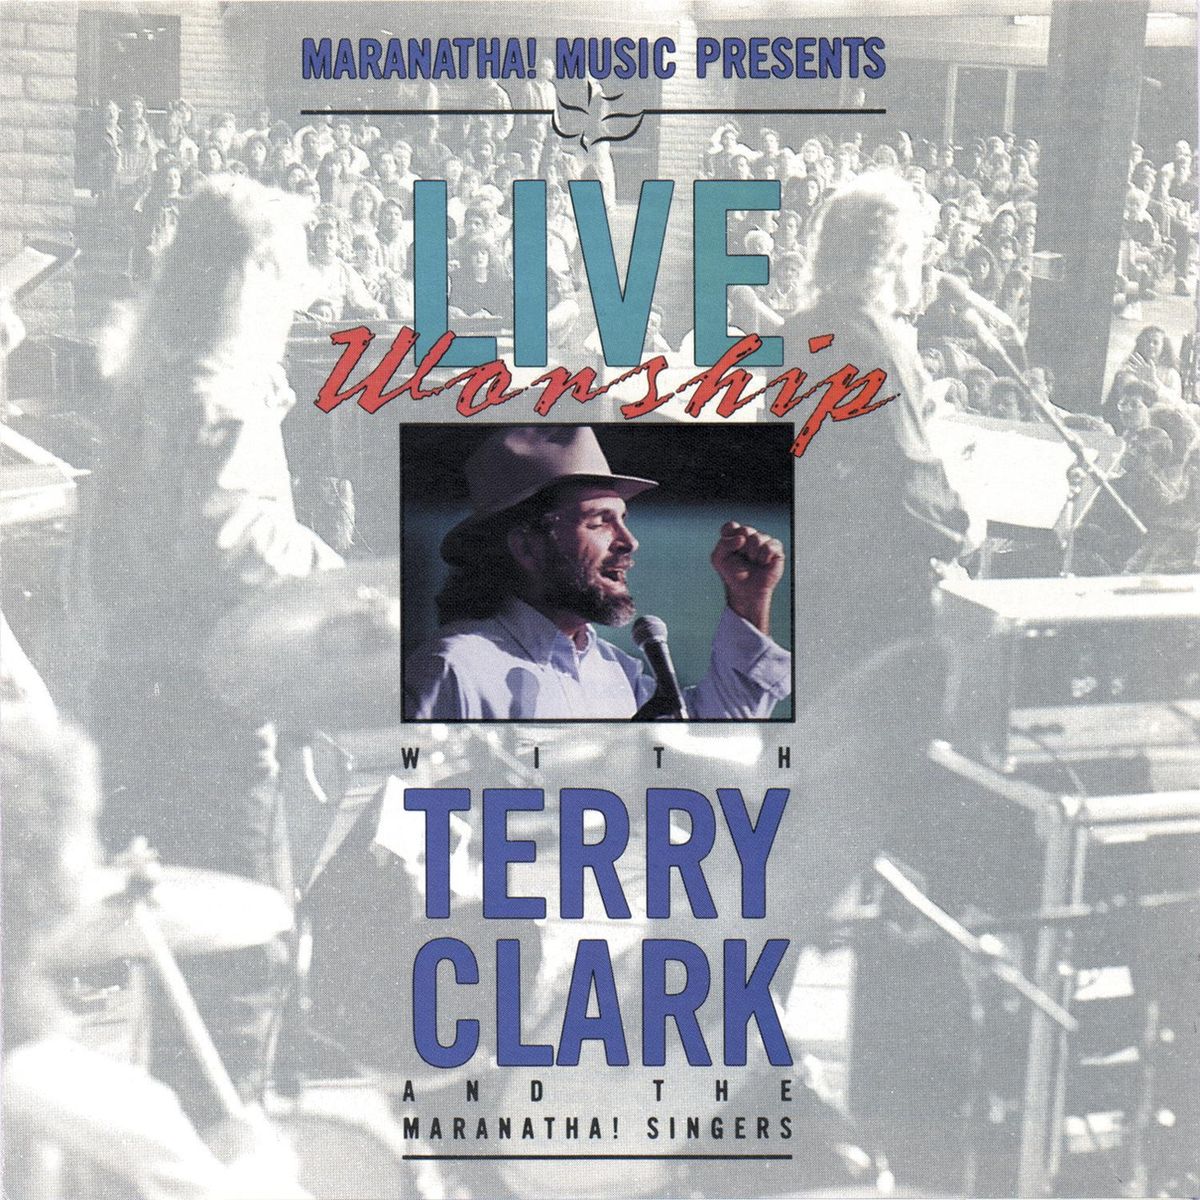 MARANATHA! MUSIC PRESENTS
LIVE
Worship
WITH
TERRY
CLARK
AND THE
MARANATHA! SINGERS